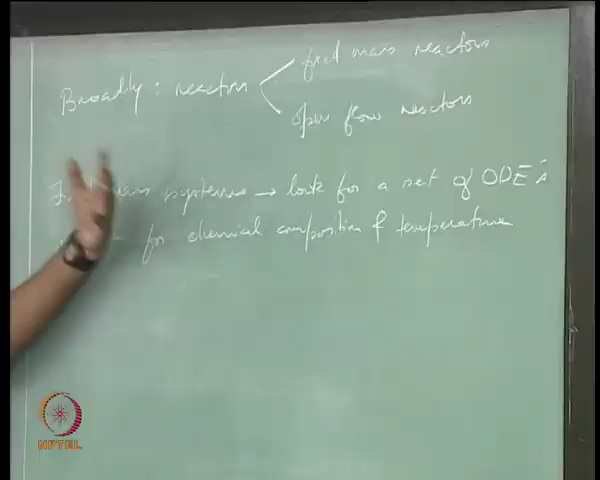 Broadly : reactors
fixed mass reactors
Open flow reactors
mass systems → look for a set of ODE's
for chemical composition & temperature
NPTEL